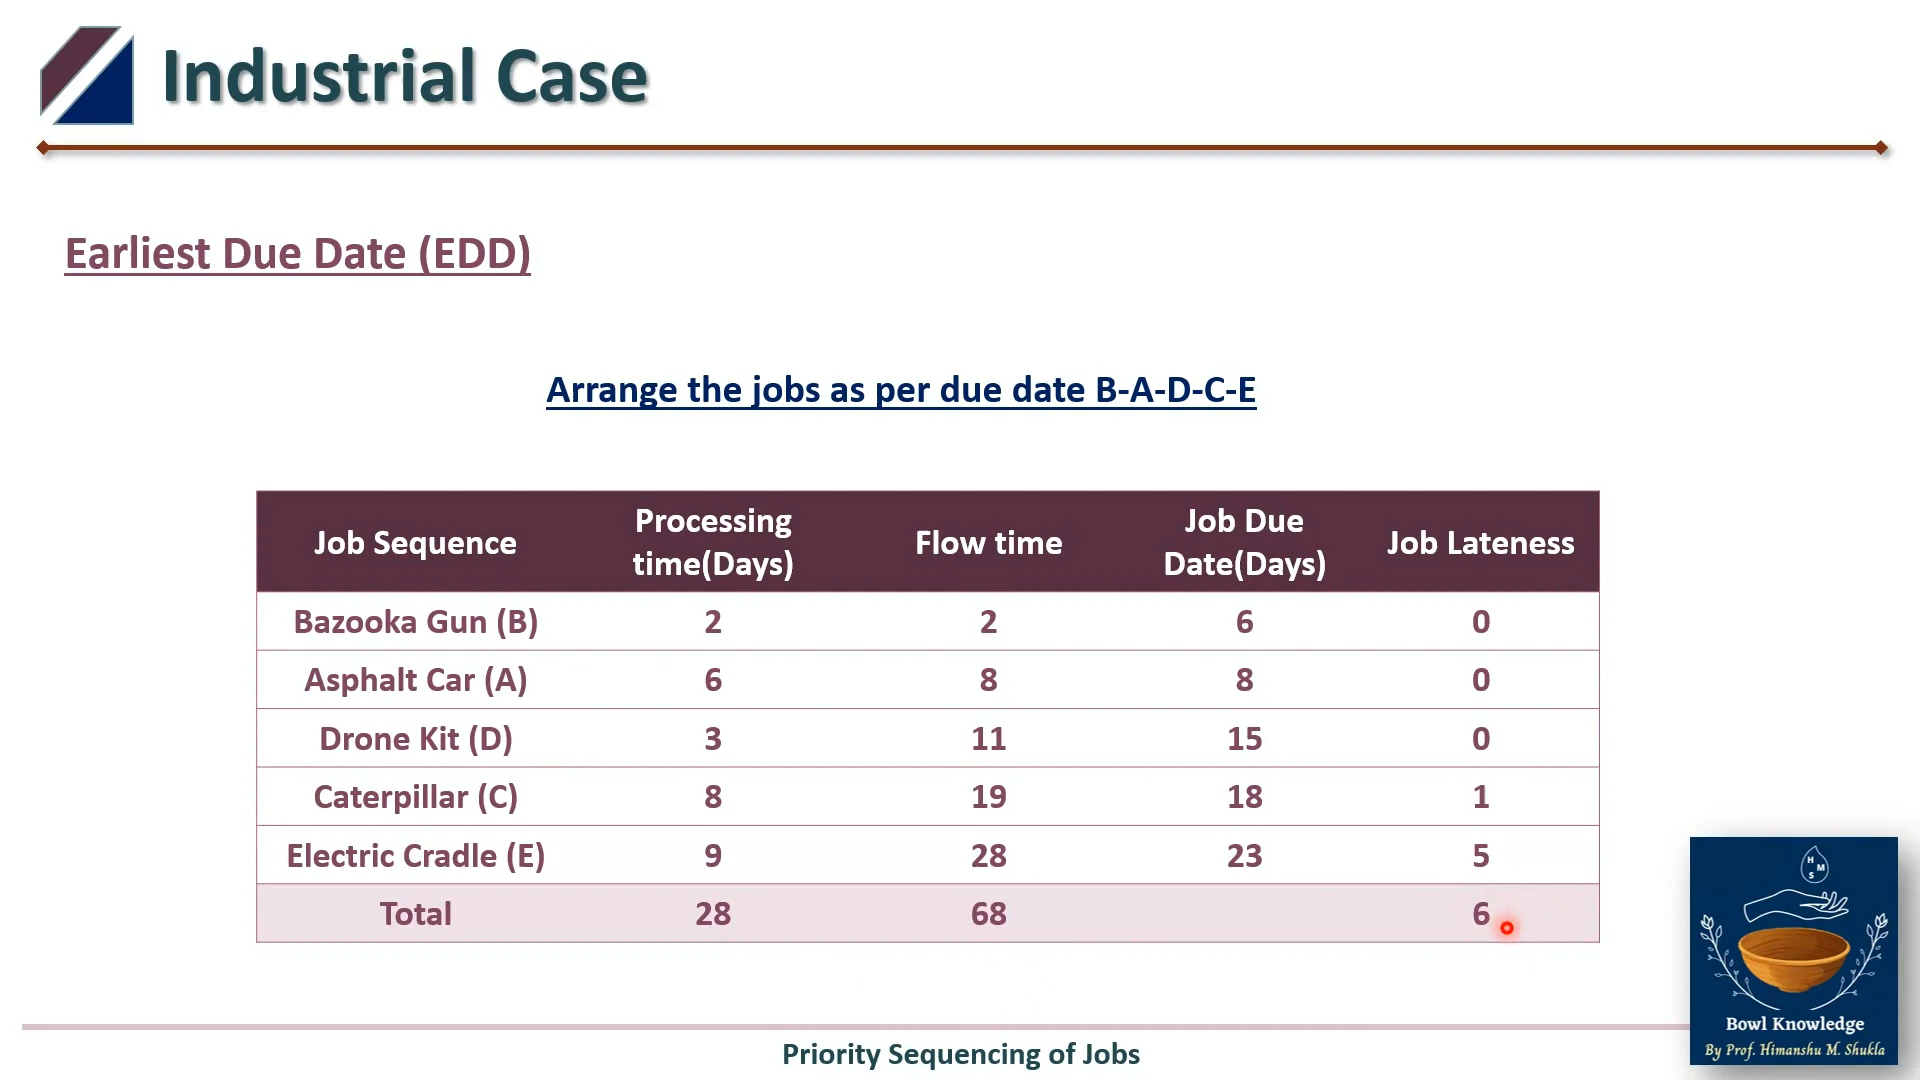 Industrial Case
Earliest Due Date (EDD)
Arrange the jobs as per due date B-A-D-C-E
Job Sequence Processing time(Days) Flow time Job Due Date(Days) Job Lateness
Bazooka Gun (B) 2 2 6 0
Asphalt Car (A) 6 8 8 0
Drone Kit (D) 3 11 15 0
Caterpillar (C) 8 19 18 1
Electric Cradle (E) 9 28 23 5
Total 28 68 6
H M S
Bowl Knowledge
By Prof. Himanshu M. Shukla
Priority Sequencing of Jobs